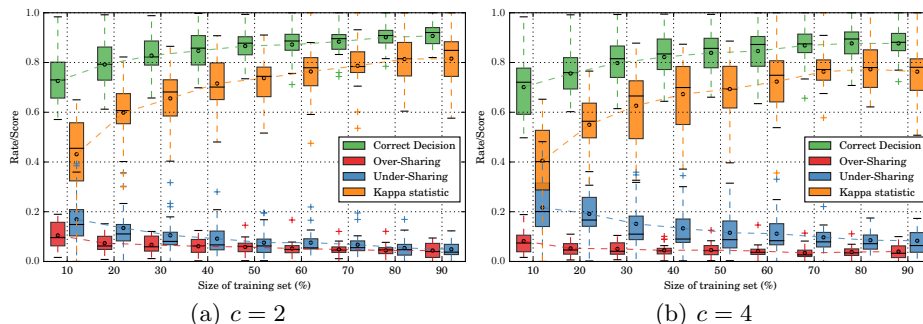 1.0
0.8
0.6
0.4
0.2
0.0
Rate/Score
Correct Decision
Over-Sharing
Under-Sharing
Kappa statistic
10 20 30 40 50 60 70 80 90
Size of training set (%)
(a) c = 2
1.0
0.8
0.6
0.4
0.2
0.0
Rate/Score
Correct Decision
Over-Sharing
Under-Sharing
Kappa statistic
10 20 30 40 50 60 70 80 90
Size of training set (%)
(b) c = 4